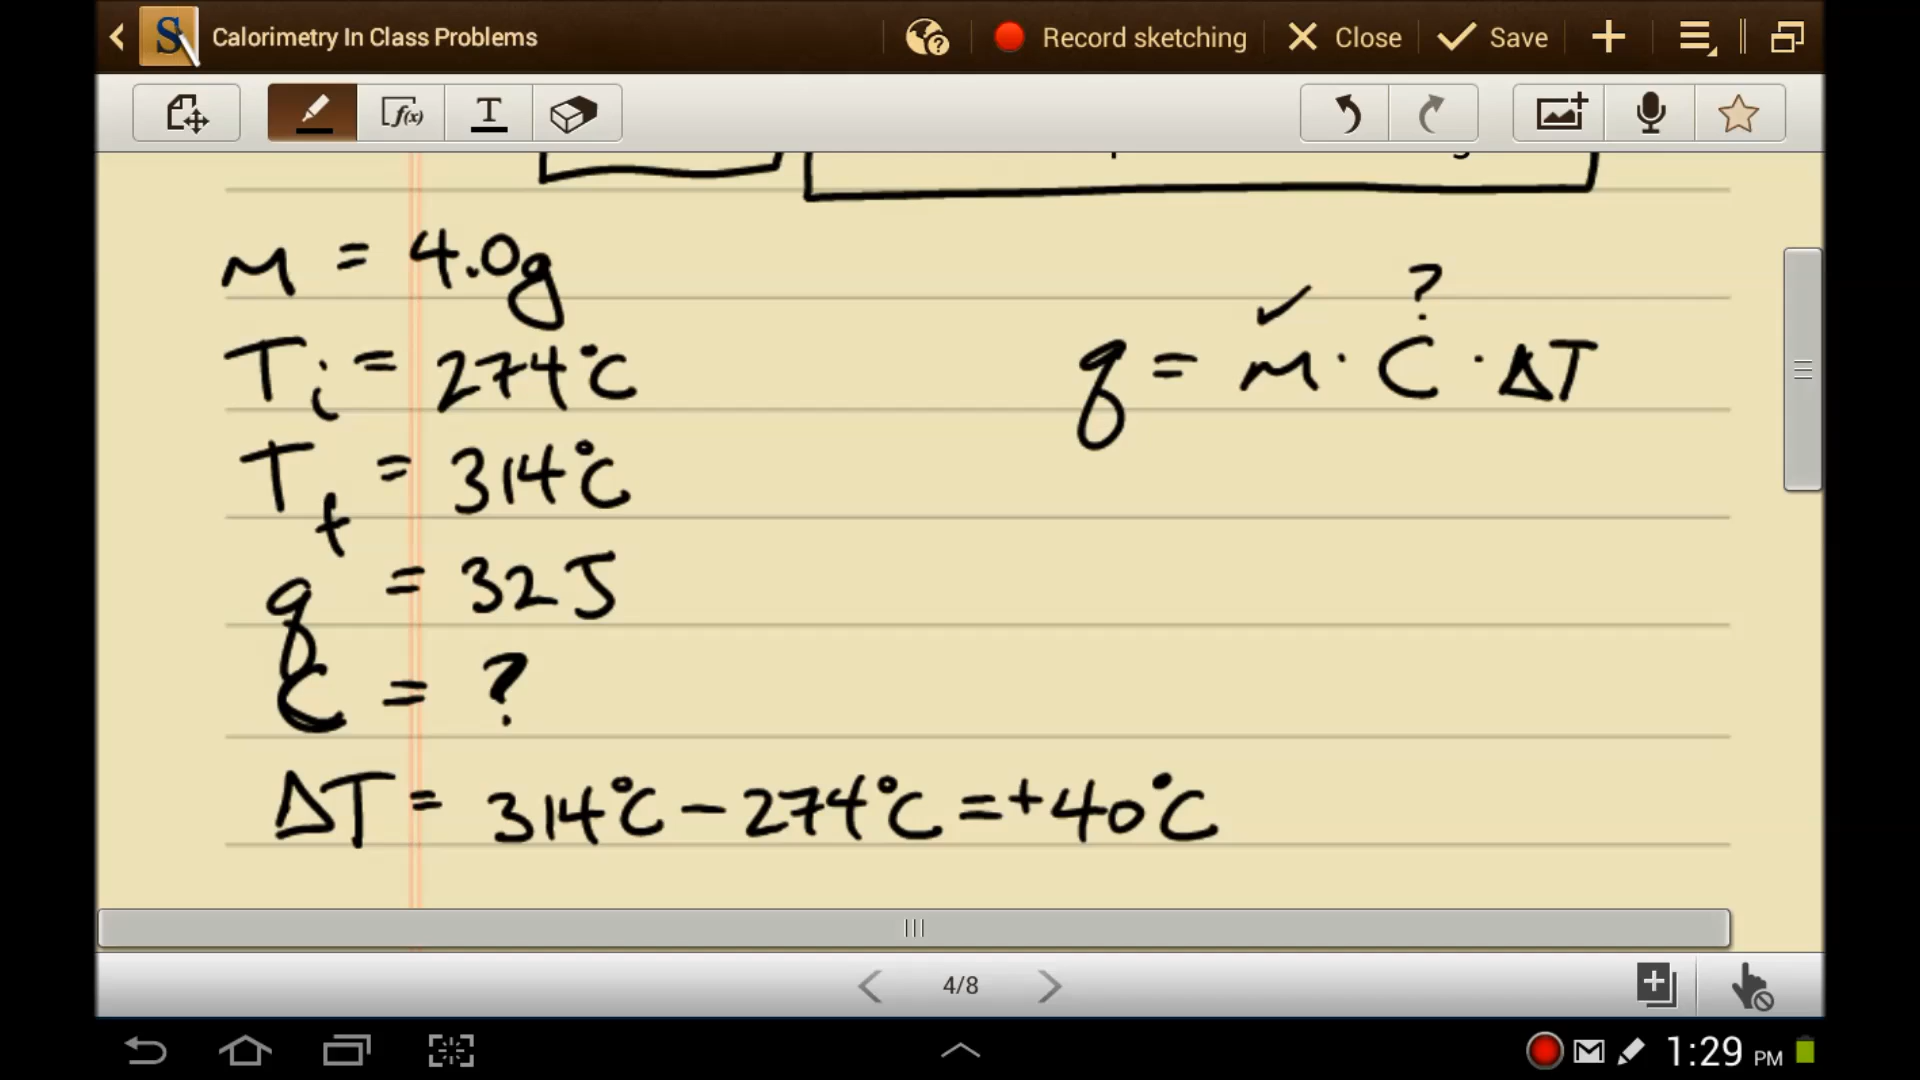 Calorimetry In Class Problems
Record sketching
Close
Save
f(x)
T
m = 4.0g
Ti = 274°C
Tf = 314°C
q = 32J
C = ?
ΔT = 314°C - 274°C = +40°C
✓ ?
q = m · C · ΔT
4/8
1:29 PM